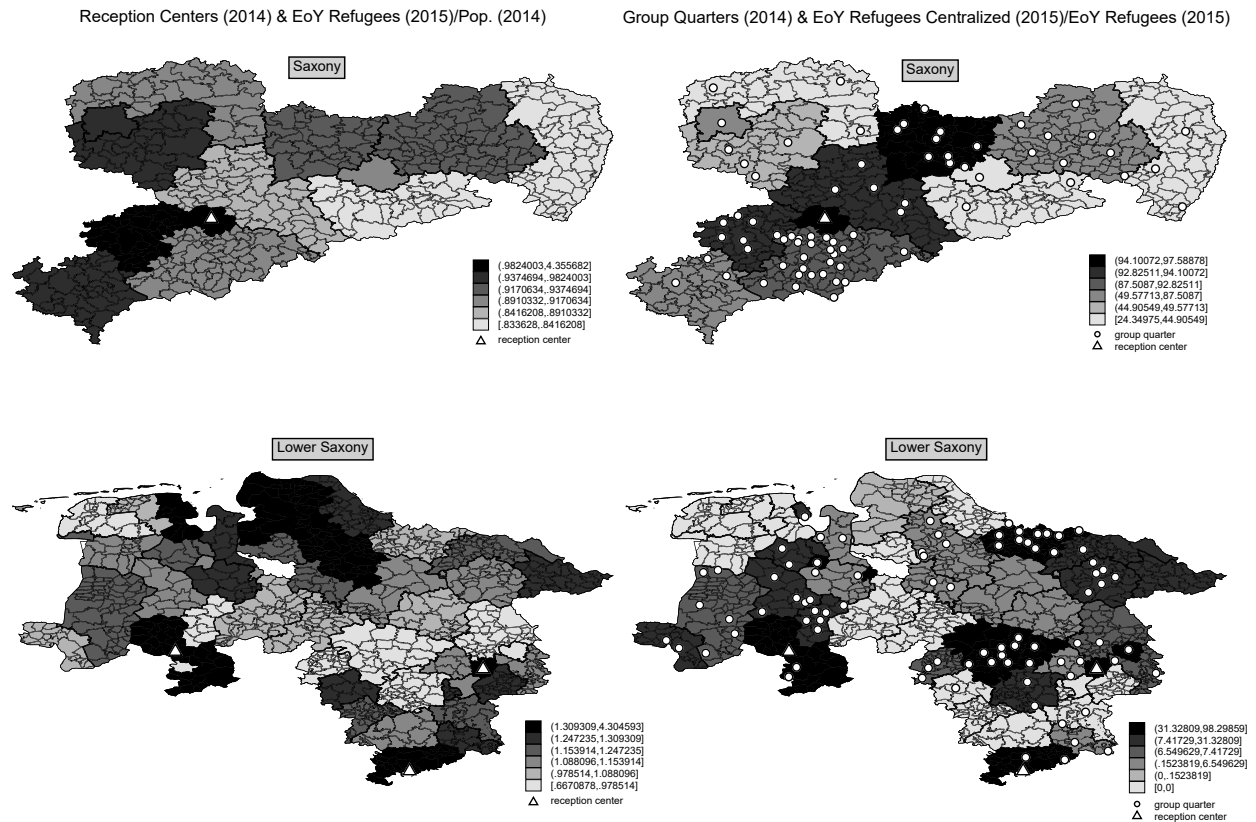 Reception Centers (2014) & EoY Refugees (2015)/Pop. (2014)
Group Quarters (2014) & EoY Refugees Centralized (2015)/EoY Refugees (2015)
Saxony
(.9824003,4.355682]
(.9374694,.9824003]
(.9170634,.9374694]
(.8910332,.9170634]
(.8416208,.8910332]
[.833628,.8416208]
reception center
Saxony
(94.10072,97.58878]
(92.82511,94.10072]
(87.5087,92.82511]
(49.57713,87.5087]
(44.90549,49.57713]
[24.34975,44.90549]
group quarter
reception center
Lower Saxony
(1.309309,4.304593]
(1.247235,1.309309]
(1.153914,1.247235]
(1.088096,1.153914]
(.978514,1.088096]
[.6670878,.978514]
reception center
Lower Saxony
(31.32809,98.29859]
(7.41729,31.32809]
(6.549629,7.41729]
(.1523819,6.549629]
(0,.1523819]
[0,0]
group quarter
reception center